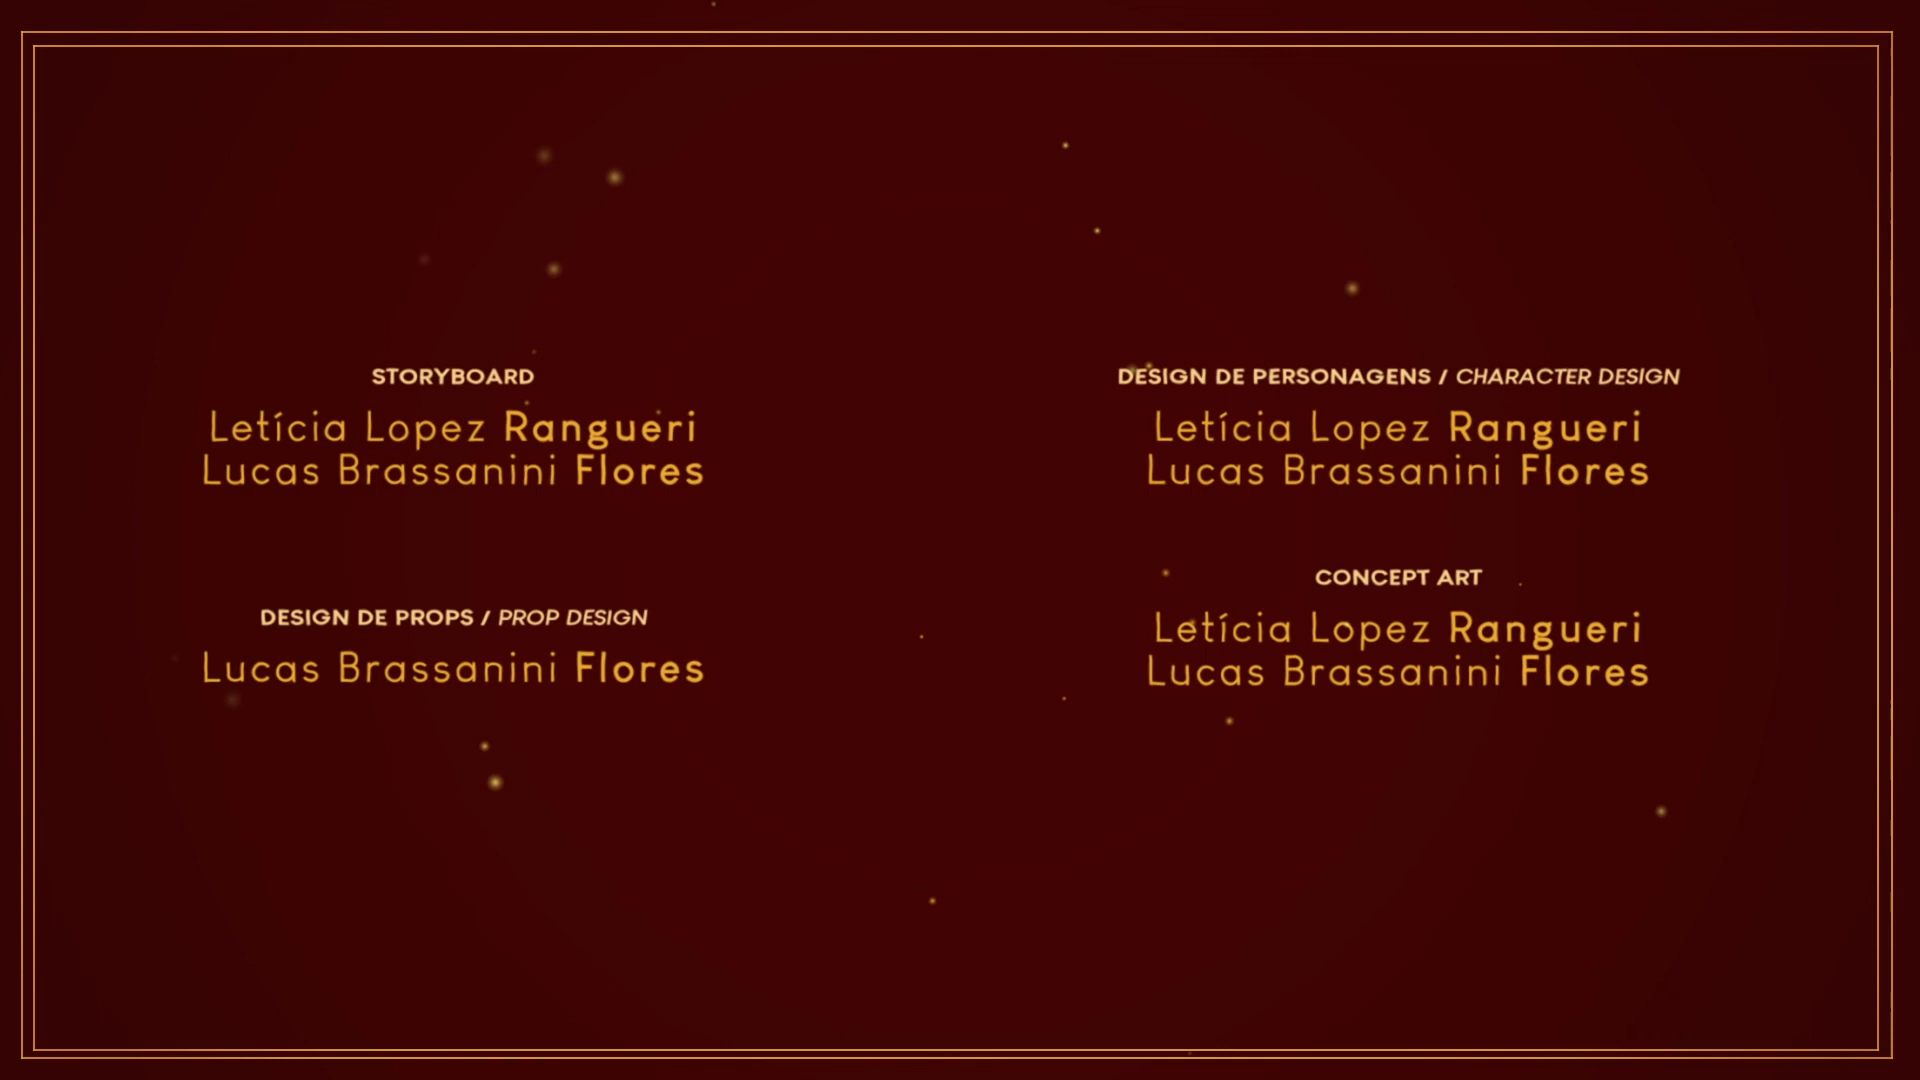 STORYBOARD
Letícia Lopez Rangueri
Lucas Brassanini Flores
DESIGN DE PROPS / PROP DESIGN
Lucas Brassanini Flores
DESIGN DE PERSONAGENS / CHARACTER DESIGN
Letícia Lopez Rangueri
Lucas Brassanini Flores
CONCEPT ART
Letícia Lopez Rangueri
Lucas Brassanini Flores